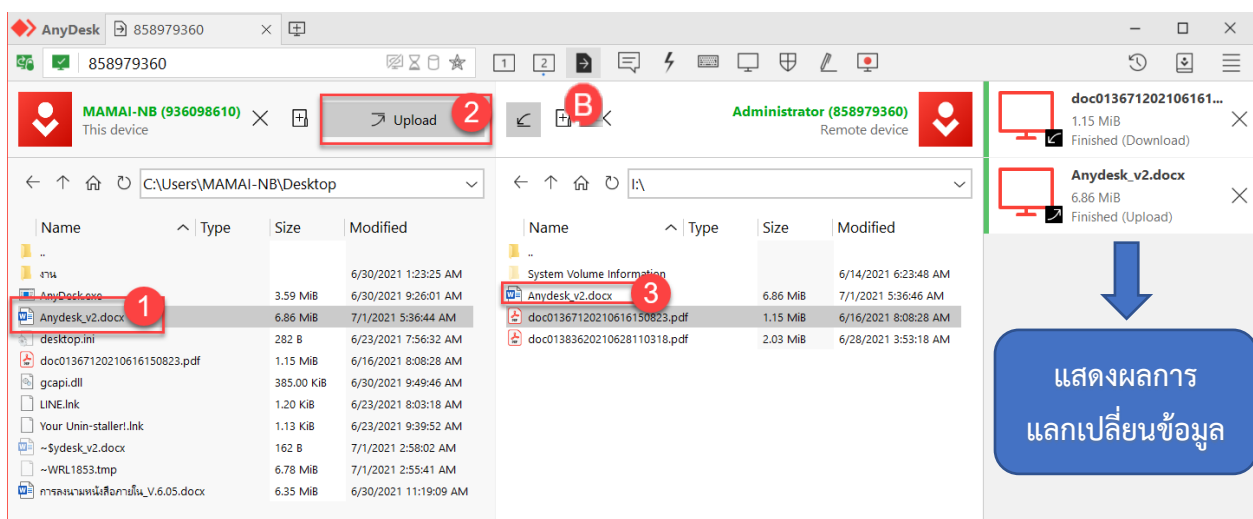 AnyDesk 858979360
858979360
1 2
MAMAI-NB (936098610)
This device
Upload
2
B
Administrator (858979360)
Remote device
C:\Users\MAMAI-NB\Desktop
Name Type Size Modified
..
งาน 6/30/2021 1:23:25 AM
AnyDesk.exe 3.59 MiB 6/30/2021 9:26:01 AM
1
Anydesk_v2.docx 6.86 MiB 7/1/2021 5:36:44 AM
desktop.ini 282 B 6/23/2021 7:56:32 AM
doc01367120210616150823.pdf 1.15 MiB 6/16/2021 8:08:28 AM
gcapi.dll 385.00 KiB 6/30/2021 9:49:46 AM
LINE.lnk 1.20 KiB 6/23/2021 8:03:18 AM
Your Unin-staller!.lnk 1.13 KiB 6/23/2021 9:39:52 AM
~$ydesk_v2.docx 162 B 7/1/2021 2:58:02 AM
~WRL1853.tmp 6.78 MiB 7/1/2021 2:55:41 AM
การลงนามหนังสือภายใน_V.6.05.docx 6.35 MiB 6/30/2021 11:19:09 AM
I:\
Name Type Size Modified
..
System Volume Information 6/14/2021 6:23:48 AM
Anydesk_v2.docx 6.86 MiB 7/1/2021 5:36:46 AM
3
doc01367120210616150823.pdf 1.15 MiB 6/16/2021 8:08:28 AM
doc01383620210628110318.pdf 2.03 MiB 6/28/2021 3:53:18 AM
doc013671202106161...
1.15 MiB
Finished (Download)
Anydesk_v2.docx
6.86 MiB
Finished (Upload)
แสดงผลการ
แลกเปลี่ยนข้อมูล